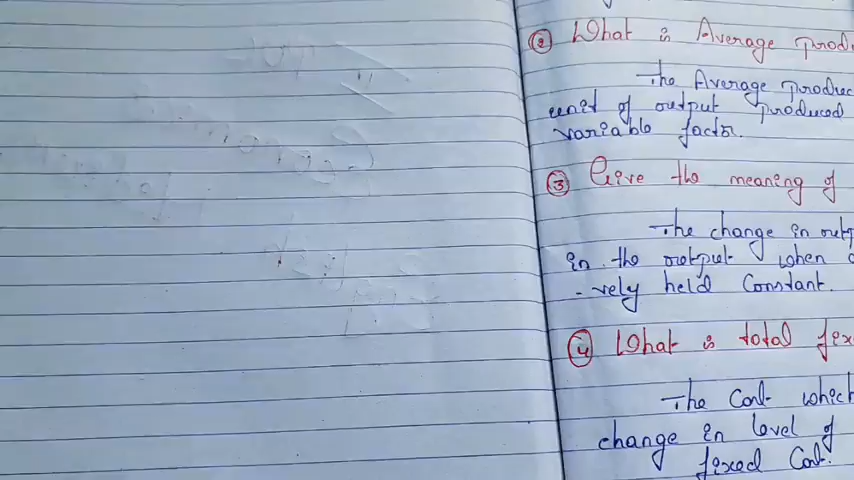 ② What is Average produ
The Average produc
unit of output produced
variable factor.
③ Give the meaning of
The change in outp
in the output when
-vely held Constant.
④ What is total fix
The Cost which
change in level of
fixed Cost.